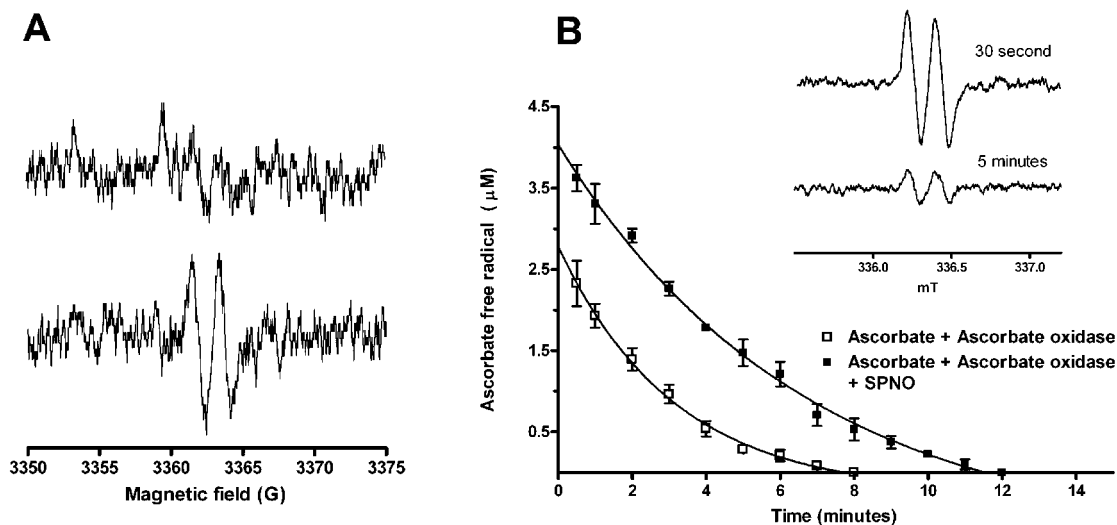 A
3350 3355 3360 3365 3370 3375
Magnetic field (G)
B
30 second
5 minutes
336.0 336.5 337.0
mT
4.5
3.5
2.5
1.5
0.5
Ascorbate free radical ( μM)
Ascorbate + Ascorbate oxidase
Ascorbate + Ascorbate oxidase
+ SPNO
0 2 4 6 8 10 12 14
Time (minutes)